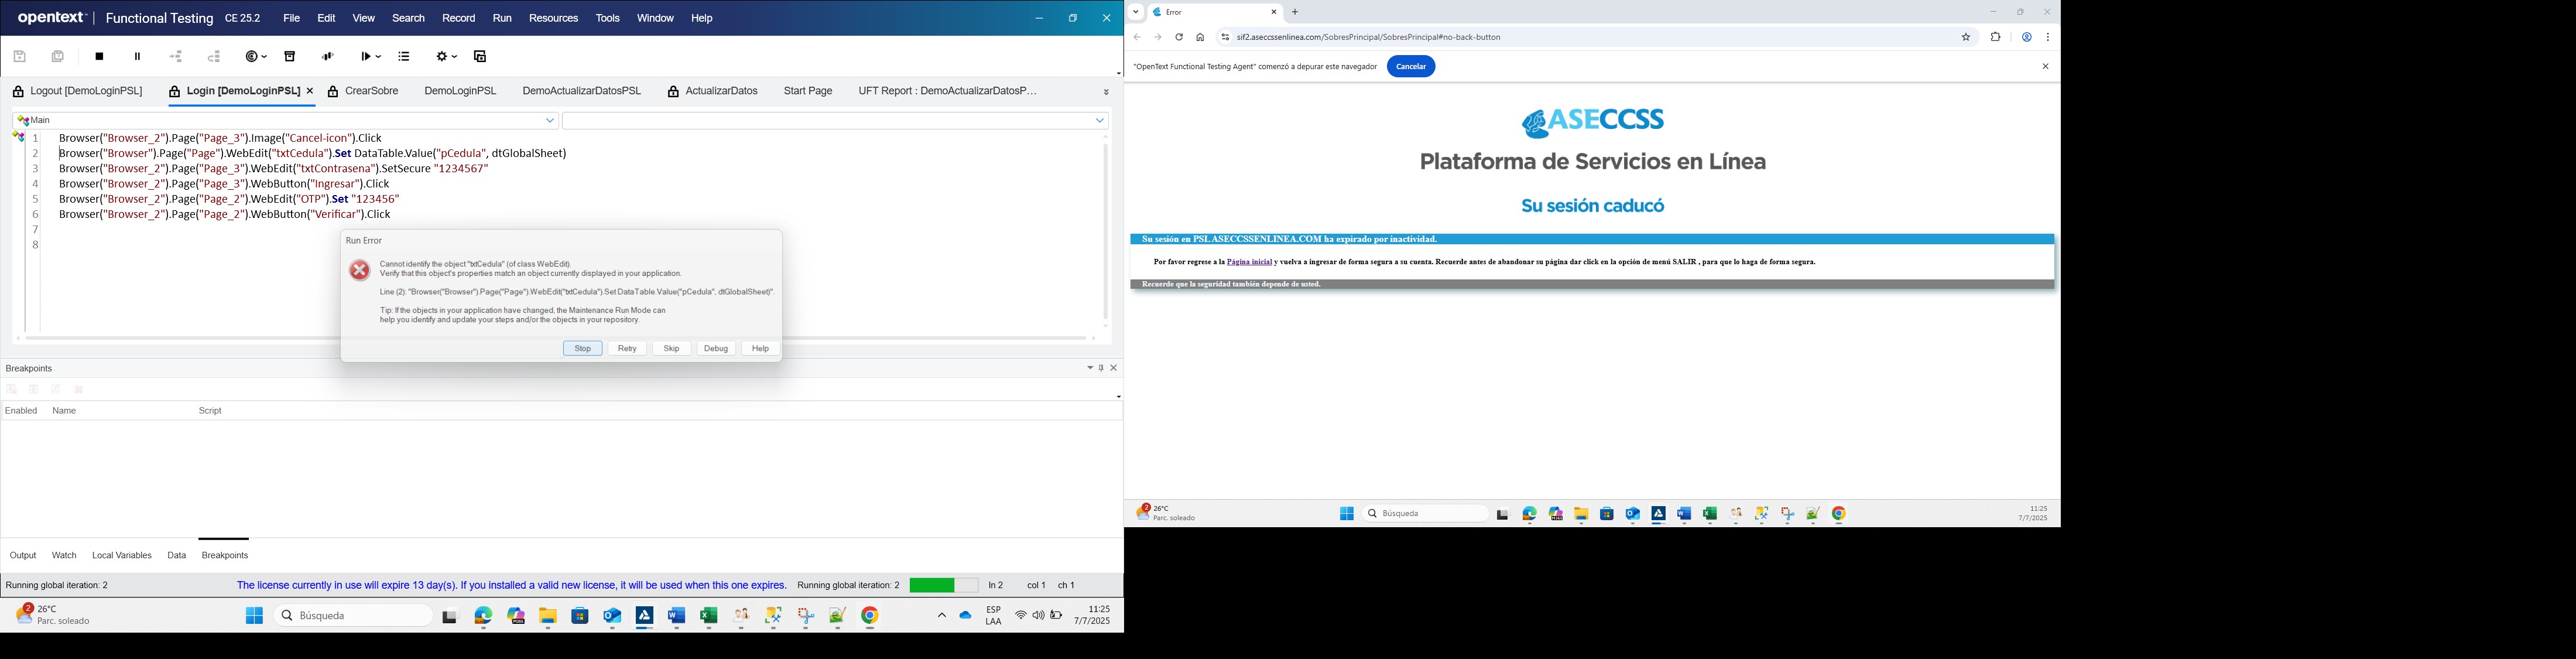 opentext™ | Functional Testing CE 25.2 File Edit View Search Record Run Resources Tools Window Help
Logout [DemoLoginPSL] Login [DemoLoginPSL] CrearSobre DemoLoginPSL DemoActualizarDatosPSL ActualizarDatos Start Page UFT Report : DemoActualizarDatosP...
Main
1 Browser("Browser_2").Page("Page_3").Image("Cancel-icon").Click
2 Browser("Browser").Page("Page").WebEdit("txtCedula").Set DataTable.Value("pCedula", dtGlobalSheet)
3 Browser("Browser_2").Page("Page_3").WebEdit("txtContrasena").SetSecure "1234567"
4 Browser("Browser_2").Page("Page_3").WebButton("Ingresar").Click
5 Browser("Browser_2").Page("Page_2").WebEdit("OTP").Set "123456"
6 Browser("Browser_2").Page("Page_2").WebButton("Verificar").Click
7
8
Run Error
Cannot identify the object "txtCedula" (of class WebEdit).
Verify that this object's properties match an object currently displayed in your application.
Line (2): "Browser("Browser").Page("Page").WebEdit("txtCedula").Set DataTable.Value("pCedula", dtGlobalSheet)".
Tip: If the objects in your application have changed, the Maintenance Run Mode can
help you identify and update your steps and/or the objects in your repository.
Stop Retry Skip Debug Help
Breakpoints
Enabled Name Script
Output Watch Local Variables Data Breakpoints
Running global iteration: 2 The license currently in use will expire 13 day(s). If you installed a valid new license, it will be used when this one expires. Running global iteration: 2 ln 2 col 1 ch 1
2 26°C
Parc. soleado
Búsqueda
ESP
LAA
11:25
7/7/2025
Error
sif2.aseccssenlinea.com/SobresPrincipal/SobresPrincipal#no-back-button
"OpenText Functional Testing Agent" comenzó a depurar este navegador Cancelar
ASECCSS
Plataforma de Servicios en Línea
Su sesión caducó
Su sesión en PSL ASECCSSENLINEA.COM ha expirado por inactividad.
Por favor regrese a la Página inicial y vuelva a ingresar de forma segura a su cuenta. Recuerde antes de abandonar su página dar click en la opción de menú SALIR , para que lo haga de forma segura.
Recuerde que la seguridad también depende de usted.
2 26°C
Parc. soleado
Búsqueda
11:25
7/7/2025